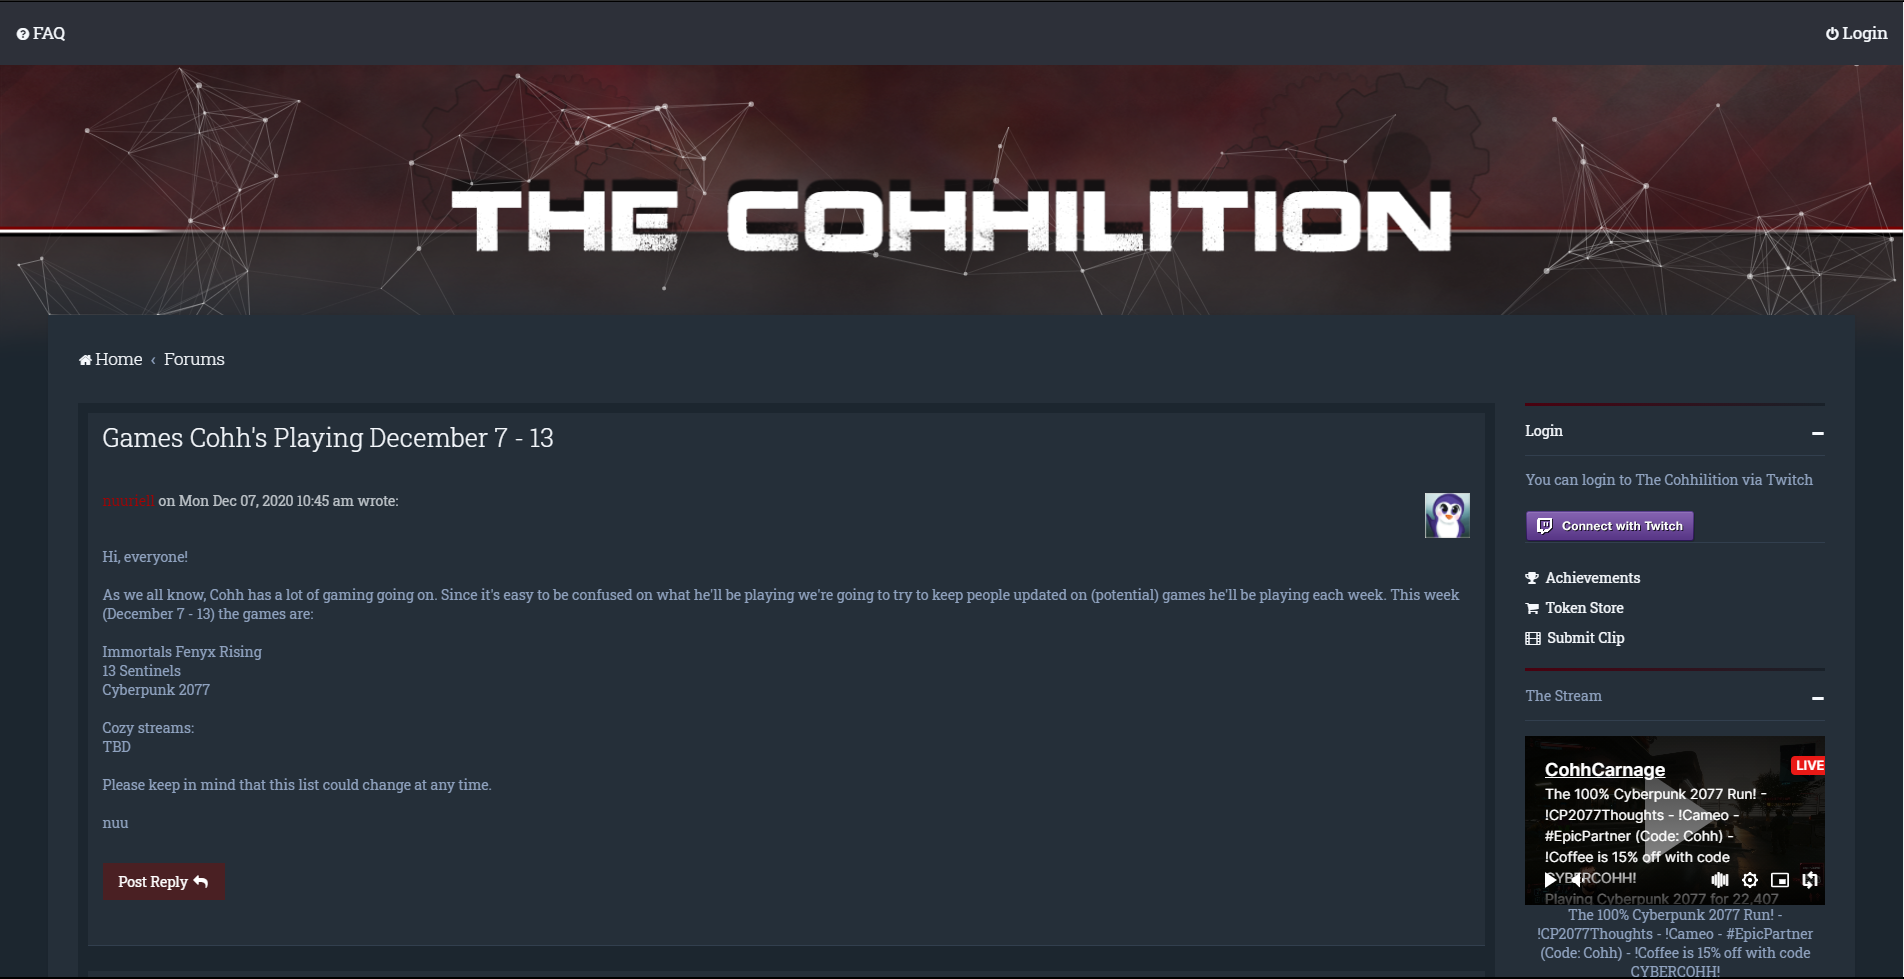 FAQ
Login
THE COHHILITION
Home ‹ Forums
Games Cohh's Playing December 7 - 13
on Mon Dec 07, 2020 10:45 am wrote:
Hi, everyone!
As we all know, Cohh has a lot of gaming going on. Since it's easy to be confused on what he'll be playing we're going to try to keep people updated on (potential) games he'll be playing each week. This week
(December 7 - 13) the games are:
Immortals Fenyx Rising
13 Sentinels
Cyberpunk 2077
Cozy streams:
TBD
Please keep in mind that this list could change at any time.
nuu
Post Reply
Login
You can login to The Cohhilition via Twitch
Connect with Twitch
Achievements
Token Store
Submit Clip
The Stream
CohhCarnage
LIVE
The 100% Cyberpunk 2077 Run! -
!CP2077Thoughts - !Cameo -
#EpicPartner (Code: Cohh) -
!Coffee is 15% off with code
CYBERCOHH!
Playing Cyberpunk 2077 for 22,407
The 100% Cyberpunk 2077 Run! -
!CP2077Thoughts - !Cameo - #EpicPartner
(Code: Cohh) - !Coffee is 15% off with code
CYBERCOHH!